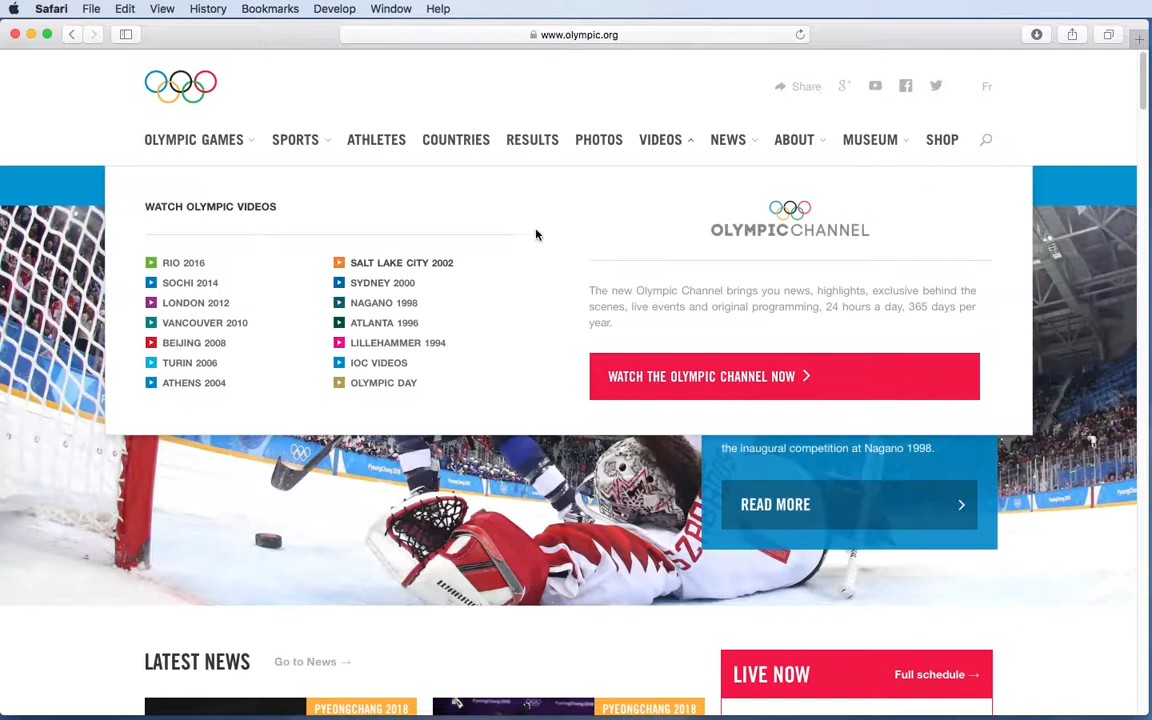 Safari File Edit View History Bookmarks Develop Window Help
www.olympic.org
Share Fr
OLYMPIC GAMES SPORTS ATHLETES COUNTRIES RESULTS PHOTOS VIDEOS NEWS ABOUT MUSEUM SHOP
WATCH OLYMPIC VIDEOS
RIO 2016
SOCHI 2014
LONDON 2012
VANCOUVER 2010
BEIJING 2008
TURIN 2006
ATHENS 2004
SALT LAKE CITY 2002
SYDNEY 2000
NAGANO 1998
ATLANTA 1996
LILLEHAMMER 1994
IOC VIDEOS
OLYMPIC DAY
OLYMPICCHANNEL
The new Olympic Channel brings you news, highlights, exclusive behind the
scenes, live events and original programming, 24 hours a day, 365 days per
year.
WATCH THE OLYMPIC CHANNEL NOW
the inaugural competition at Nagano 1998.
READ MORE
LATEST NEWS Go to News →
PYEONGCHANG 2018
PYEONGCHANG 2018
LIVE NOW Full schedule →